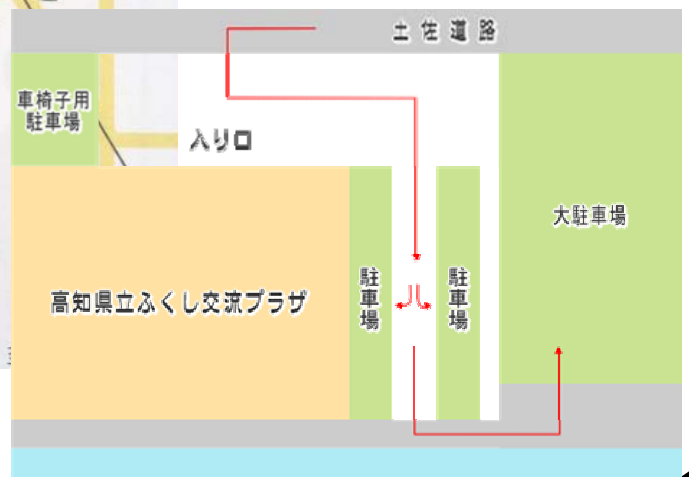 土佐道路
車椅子用
駐車場
入り口
大駐車場
高知県立ふくし交流プラザ
駐車場
駐車場